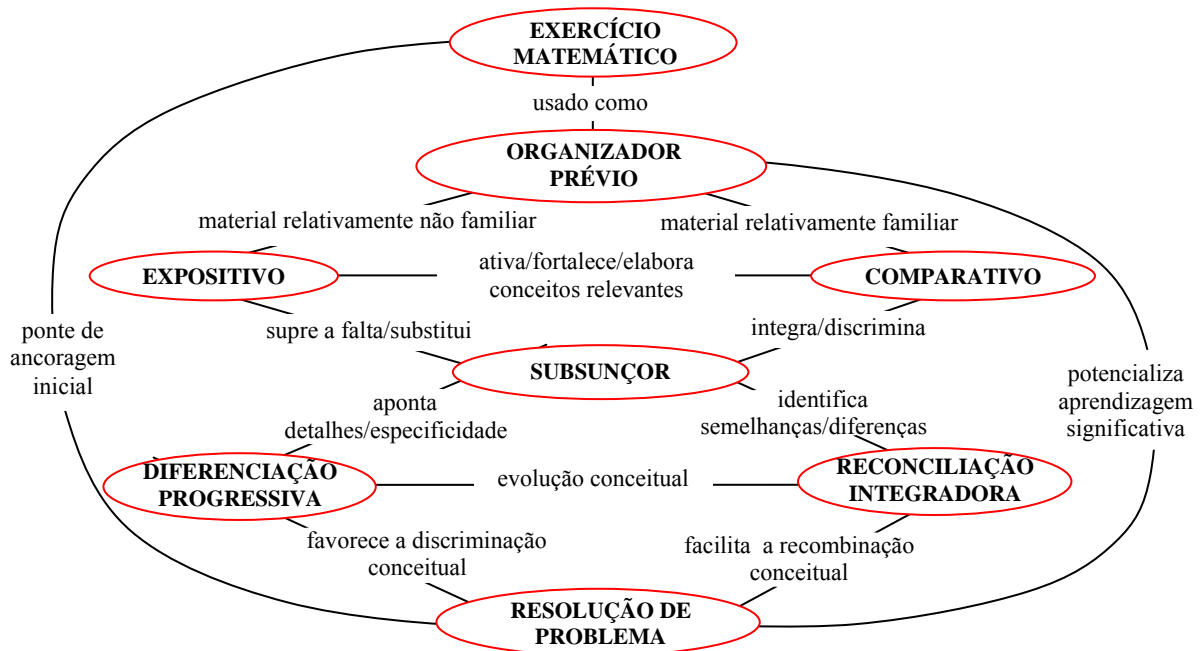 EXERCÍCIO
MATEMÁTICO
usado como
ORGANIZADOR
PRÉVIO
material relativamente não familiar
material relativamente familiar
EXPOSITIVO
ativa/fortalece/elabora
conceitos relevantes
COMPARATIVO
ponte de
ancoragem
inicial
supre a falta/substitui
integra/discrimina
SUBSUNÇOR
potencializa
aprendizagem
significativa
aponta
detalhes/especificidade
identifica
semelhanças/diferenças
DIFERENCIAÇÃO
PROGRESSIVA
evolução conceitual
RECONCILIAÇÃO
INTEGRADORA
favorece a discriminação
conceitual
facilita  a recombinação
conceitual
RESOLUÇÃO DE
PROBLEMA